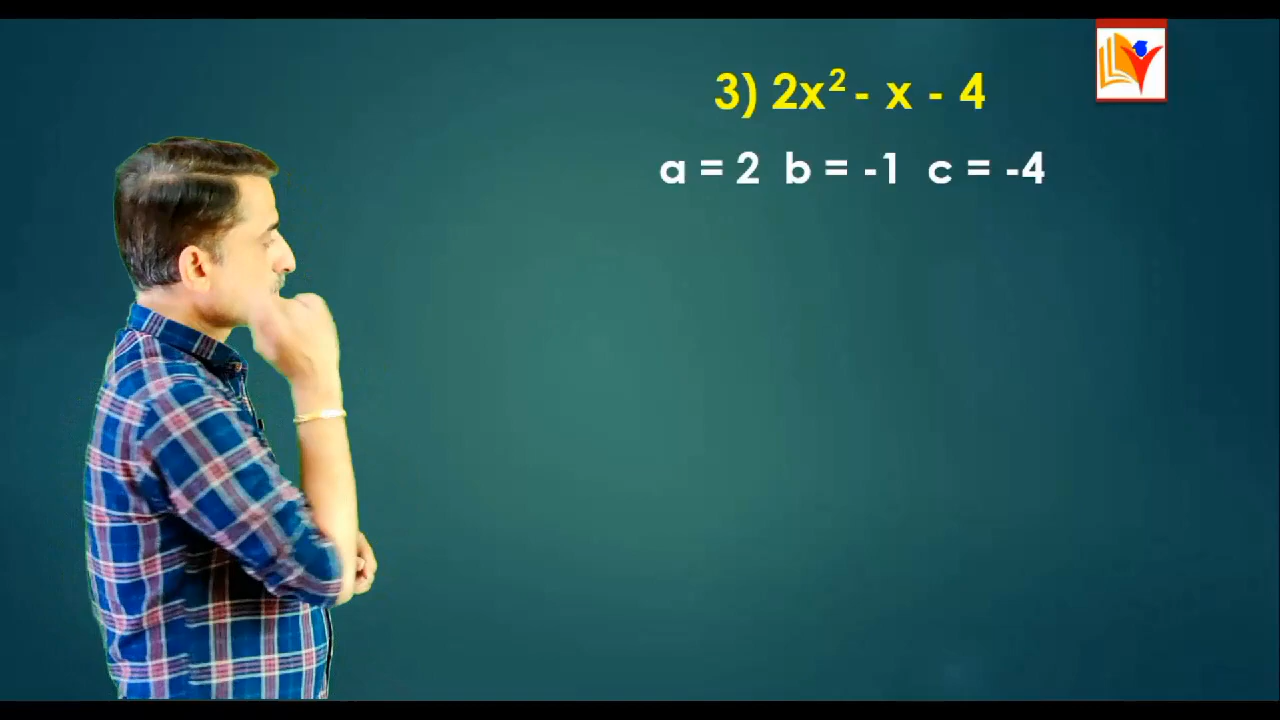 3) 2x² - x - 4
a = 2 b = -1 c = -4